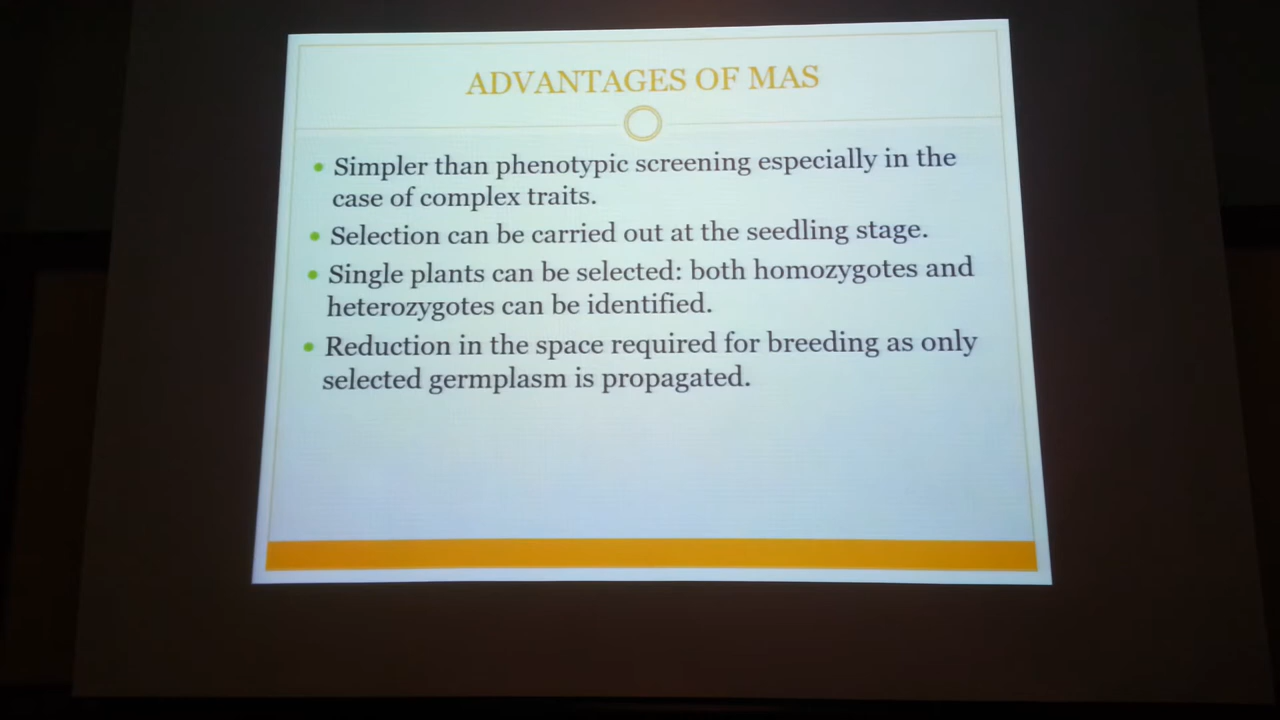 ADVANTAGES OF MAS
• Simpler than phenotypic screening especially in the
case of complex traits.
• Selection can be carried out at the seedling stage.
• Single plants can be selected: both homozygotes and
heterozygotes can be identified.
• Reduction in the space required for breeding as only
selected germplasm is propagated.